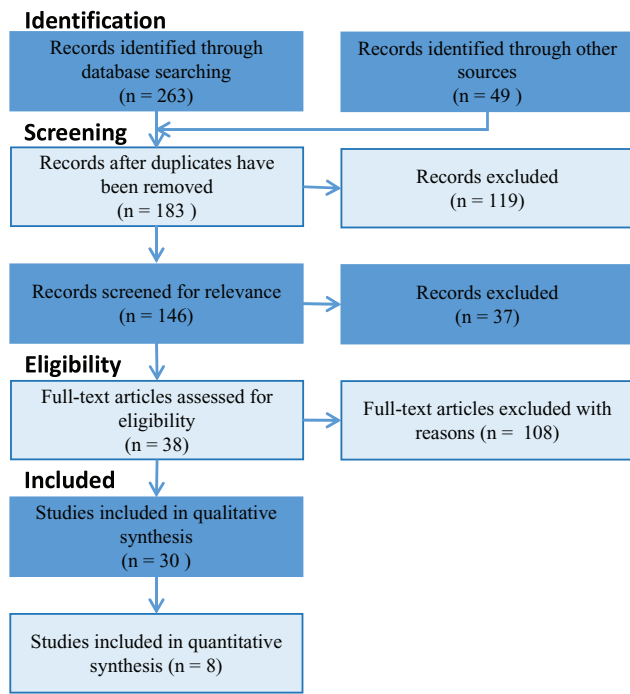 Identification
Records identified through
database searching
(n = 263)
Records identified through other
sources
(n = 49 )
Screening
Records after duplicates have
been removed
(n = 183 )
Records excluded
(n = 119)
Records screened for relevance
(n = 146)
Records excluded
(n = 37)
Eligibility
Full-text articles assessed for
eligibility
(n = 38)
Full-text articles excluded with
reasons (n = 108)
Included
Studies included in qualitative
synthesis
(n = 30 )
Studies included in quantitative
synthesis (n = 8)